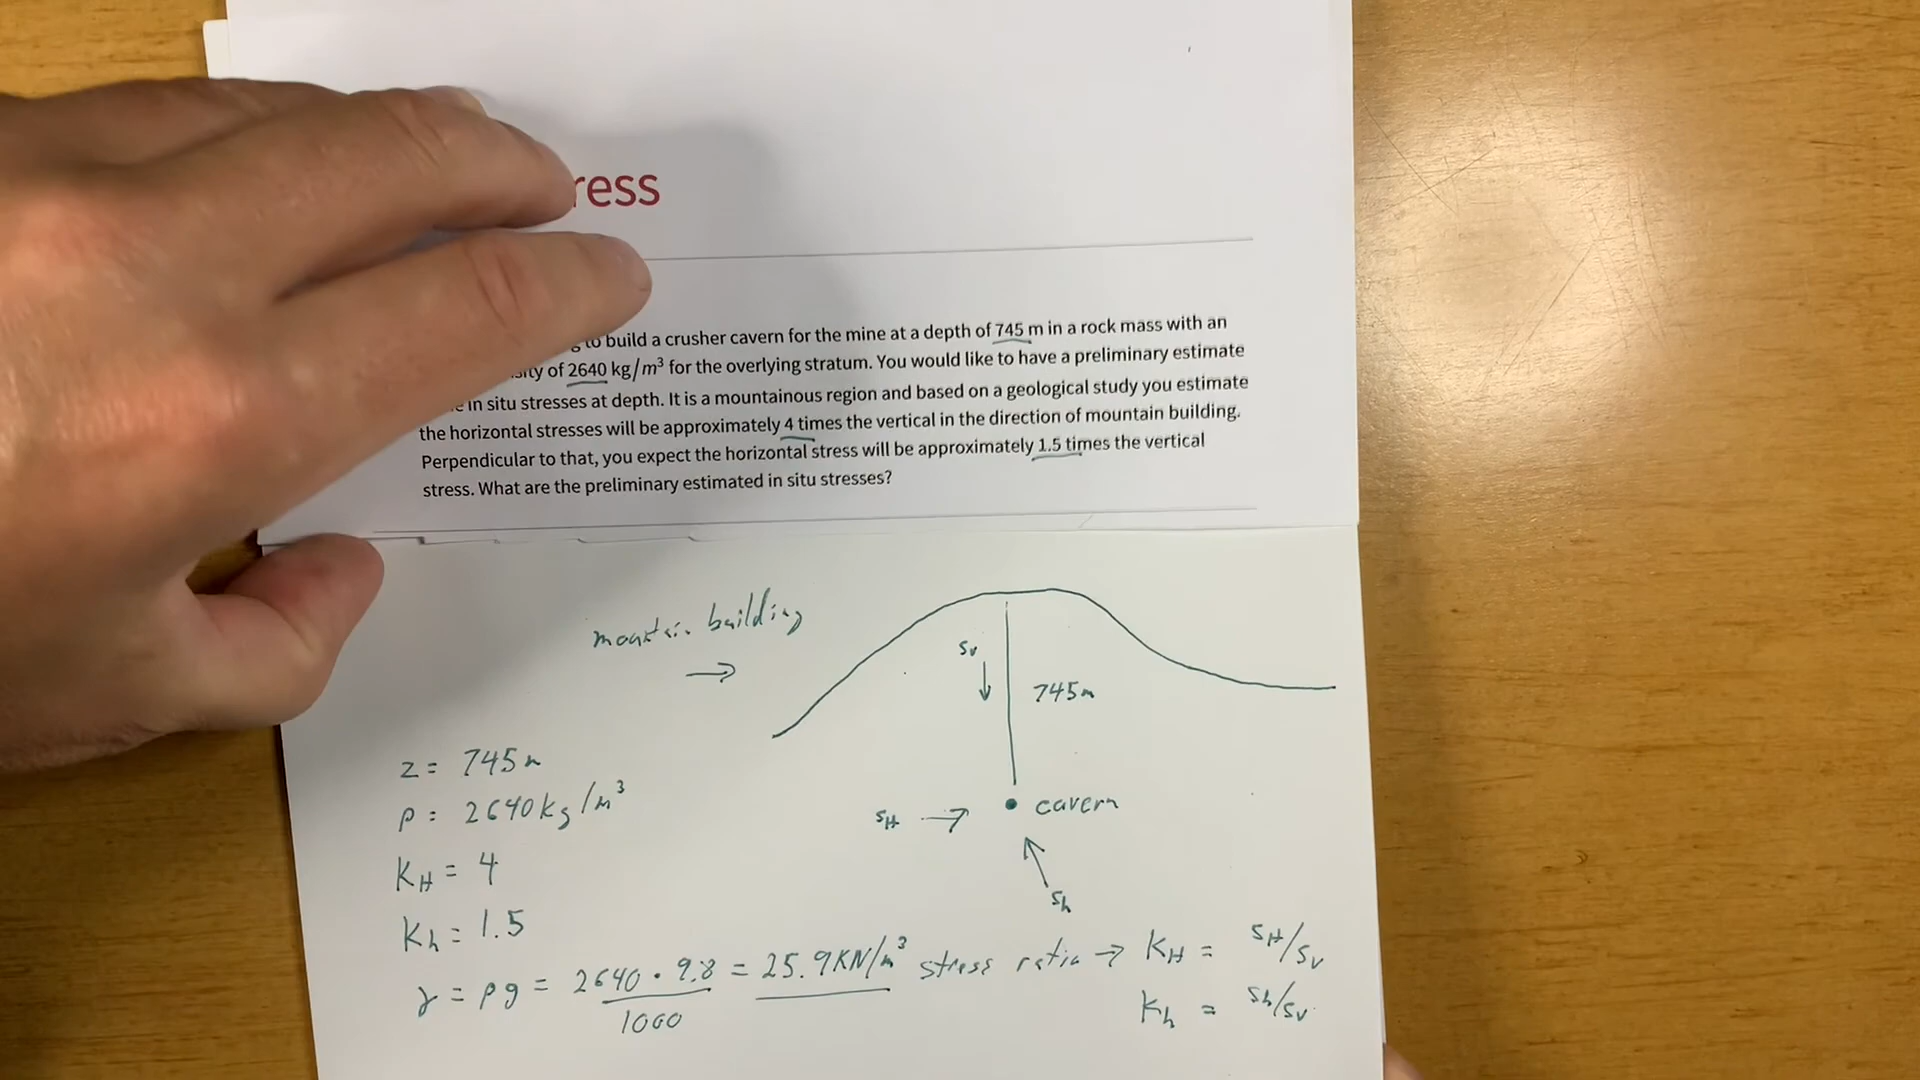 ress
to build a crusher cavern for the mine at a depth of 745 m in a rock mass with an
of 2640 kg/m³ for the overlying stratum. You would like to have a preliminary estimate
in situ stresses at depth. It is a mountainous region and based on a geological study you estimate
the horizontal stresses will be approximately 4 times the vertical in the direction of mountain building.
Perpendicular to that, you expect the horizontal stress will be approximately 1.5 times the vertical
stress. What are the preliminary estimated in situ stresses?
mountain building
→
Sv
↓
745m
z = 745m
ρ = 2640 kg/m³
SH → • cavern
KH = 4
Sh
Kh = 1.5
γ = ρg = 2640 · 9.8 / 1000 = 25.9 KN/m³
stress ratio → KH = SH/Sv
Kh = Sh/Sv